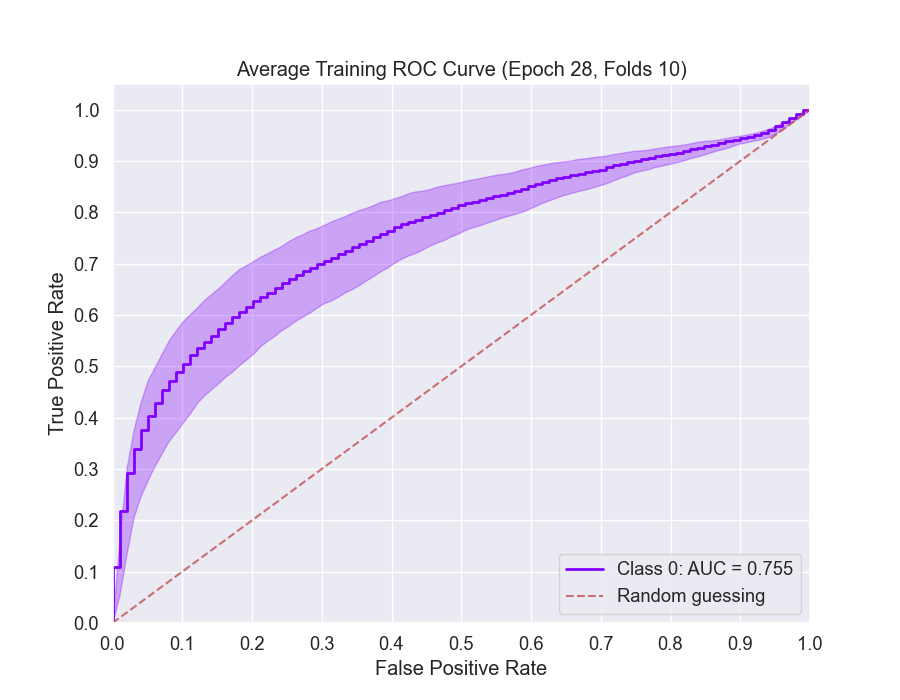 Average Training ROC Curve (Epoch 28, Folds 10)
True Positive Rate
1.0
0.9
0.8
0.7
0.6
0.5
0.4
0.3
0.2
0.1
0.0
Class 0: AUC = 0.755
Random guessing
0.0 0.1 0.2 0.3 0.4 0.5 0.6 0.7 0.8 0.9 1.0
False Positive Rate